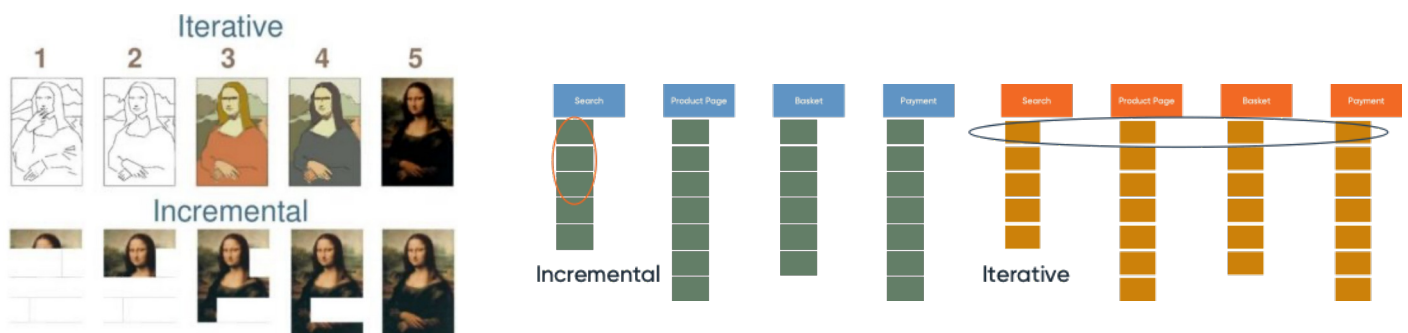 Iterative
1 2 3 4 5
Incremental
Search Product Page Basket Payment
Incremental
Search Product Page Basket Payment
Iterative